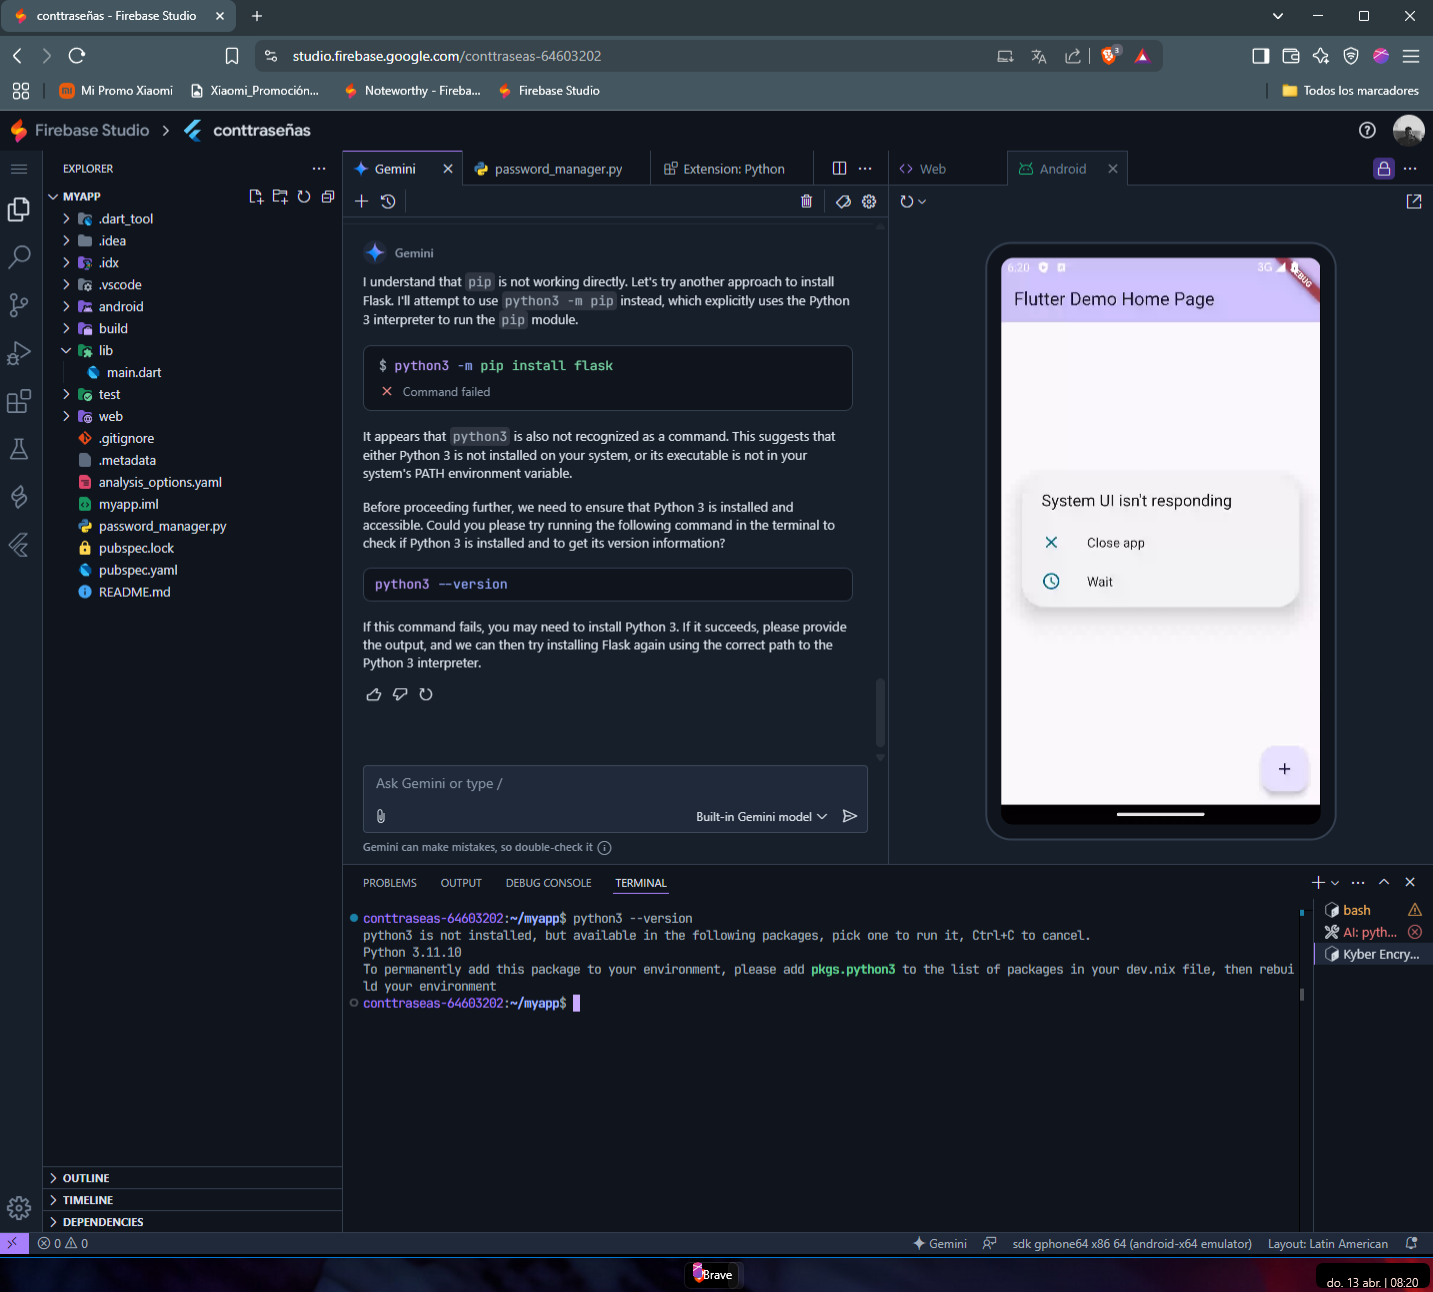 conttraseñas - Firebase Studio
studio.firebase.google.com/conttraseas-64603202
3
Mi Promo Xiaomi
Xiaomi_Promoción...
Noteworthy - Fireba...
Firebase Studio
Todos los marcadores
Firebase Studio
conttraseñas
EXPLORER
MYAPP
.dart_tool
.idea
.idx
.vscode
android
build
lib
main.dart
test
web
.gitignore
.metadata
analysis_options.yaml
myapp.iml
password_manager.py
pubspec.lock
pubspec.yaml
README.md
OUTLINE
TIMELINE
DEPENDENCIES
Gemini
password_manager.py
Extension: Python
Gemini
I understand that pip is not working directly. Let's try another approach to install
Flask. I'll attempt to use python3 -m pip instead, which explicitly uses the Python
3 interpreter to run the pip module.
$ python3 -m pip install flask
Command failed
It appears that python3 is also not recognized as a command. This suggests that
either Python 3 is not installed on your system, or its executable is not in your
system's PATH environment variable.
Before proceeding further, we need to ensure that Python 3 is installed and
accessible. Could you please try running the following command in the terminal to
check if Python 3 is installed and to get its version information?
python3 --version
If this command fails, you may need to install Python 3. If it succeeds, please provide
the output, and we can then try installing Flask again using the correct path to the
Python 3 interpreter.
Ask Gemini or type /
Built-in Gemini model
Gemini can make mistakes, so double-check it
Web
Android
6:20
3G
DEBUG
Flutter Demo Home Page
System UI isn't responding
Close app
Wait
PROBLEMS
OUTPUT
DEBUG CONSOLE
TERMINAL
conttraseas-64603202:~/myapp$ python3 --version
python3 is not installed, but available in the following packages, pick one to run it, Ctrl+C to cancel.
Python 3.11.10
To permanently add this package to your environment, please add pkgs.python3 to the list of packages in your dev.nix file, then rebui
ld your environment
conttraseas-64603202:~/myapp$
bash
AI: pyth...
Kyber Encry...
0
0
Gemini
sdk gphone64 x86 64 (android-x64 emulator)
Layout: Latin American
Brave
do. 13 abr. | 08:20